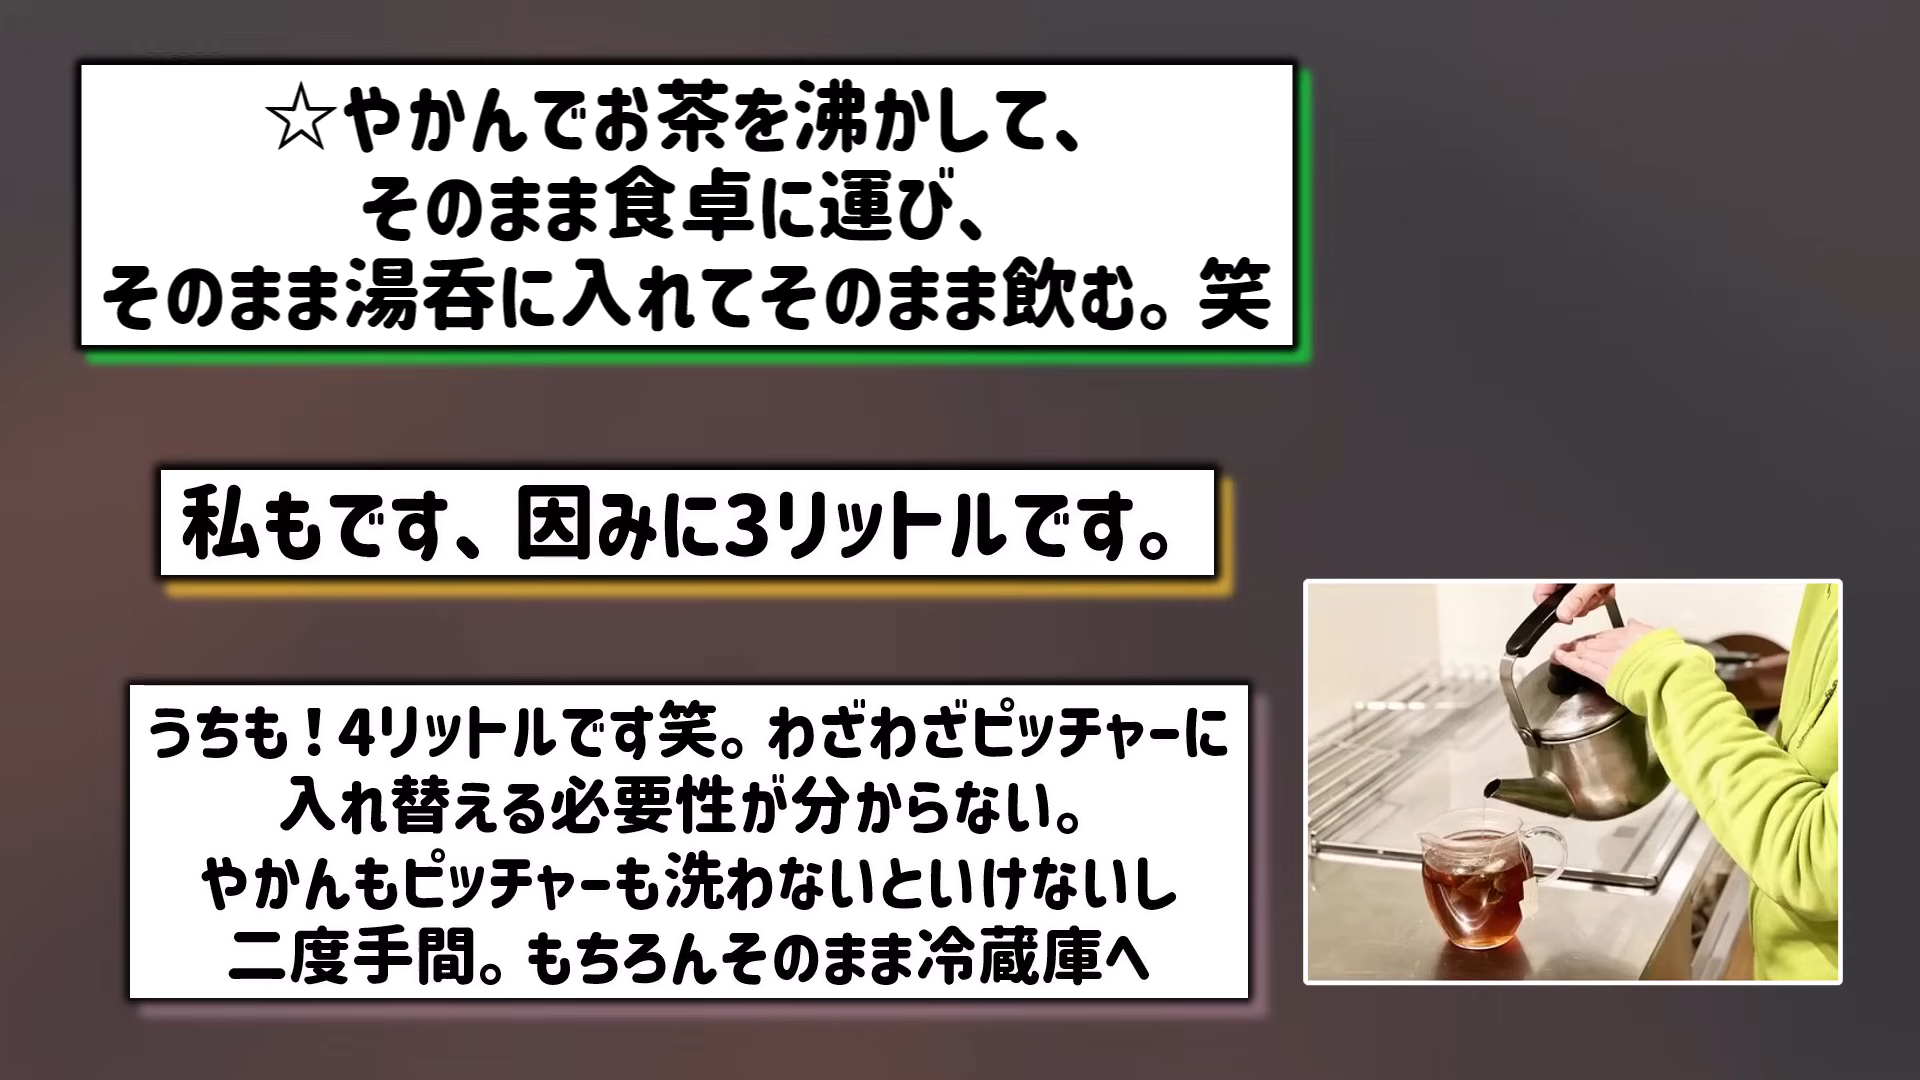 ☆やかんでお茶を沸かして、
そのまま食卓に運び、
そのまま湯呑に入れてそのまま飲む。笑
私もです、因みに3リットルです。
うちも！4リットルです笑。わざわざピッチャーに
入れ替える必要性が分からない。
やかんもピッチャーも洗わないといけないし
二度手間。もちろんそのまま冷蔵庫へ